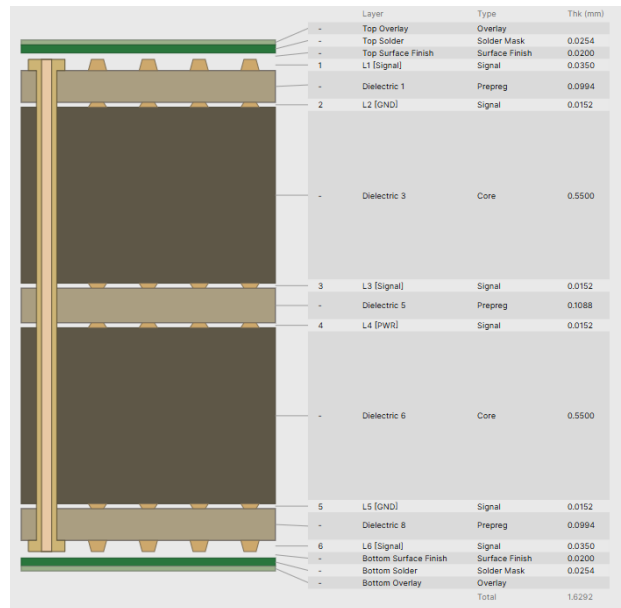 Layer Type Thk (mm)
- Top Overlay Overlay
- Top Solder Solder Mask 0.0254
- Top Surface Finish Surface Finish 0.0200
1 L1 [Signal] Signal 0.0350
- Dielectric 1 Prepreg 0.0994
2 L2 [GND] Signal 0.0152
- Dielectric 3 Core 0.5500
3 L3 [Signal] Signal 0.0152
- Dielectric 5 Prepreg 0.1088
4 L4 [PWR] Signal 0.0152
- Dielectric 6 Core 0.5500
5 L5 [GND] Signal 0.0152
- Dielectric 8 Prepreg 0.0994
6 L6 [Signal] Signal 0.0350
- Bottom Surface Finish Surface Finish 0.0200
- Bottom Solder Solder Mask 0.0254
- Bottom Overlay Overlay
Total 1.6292